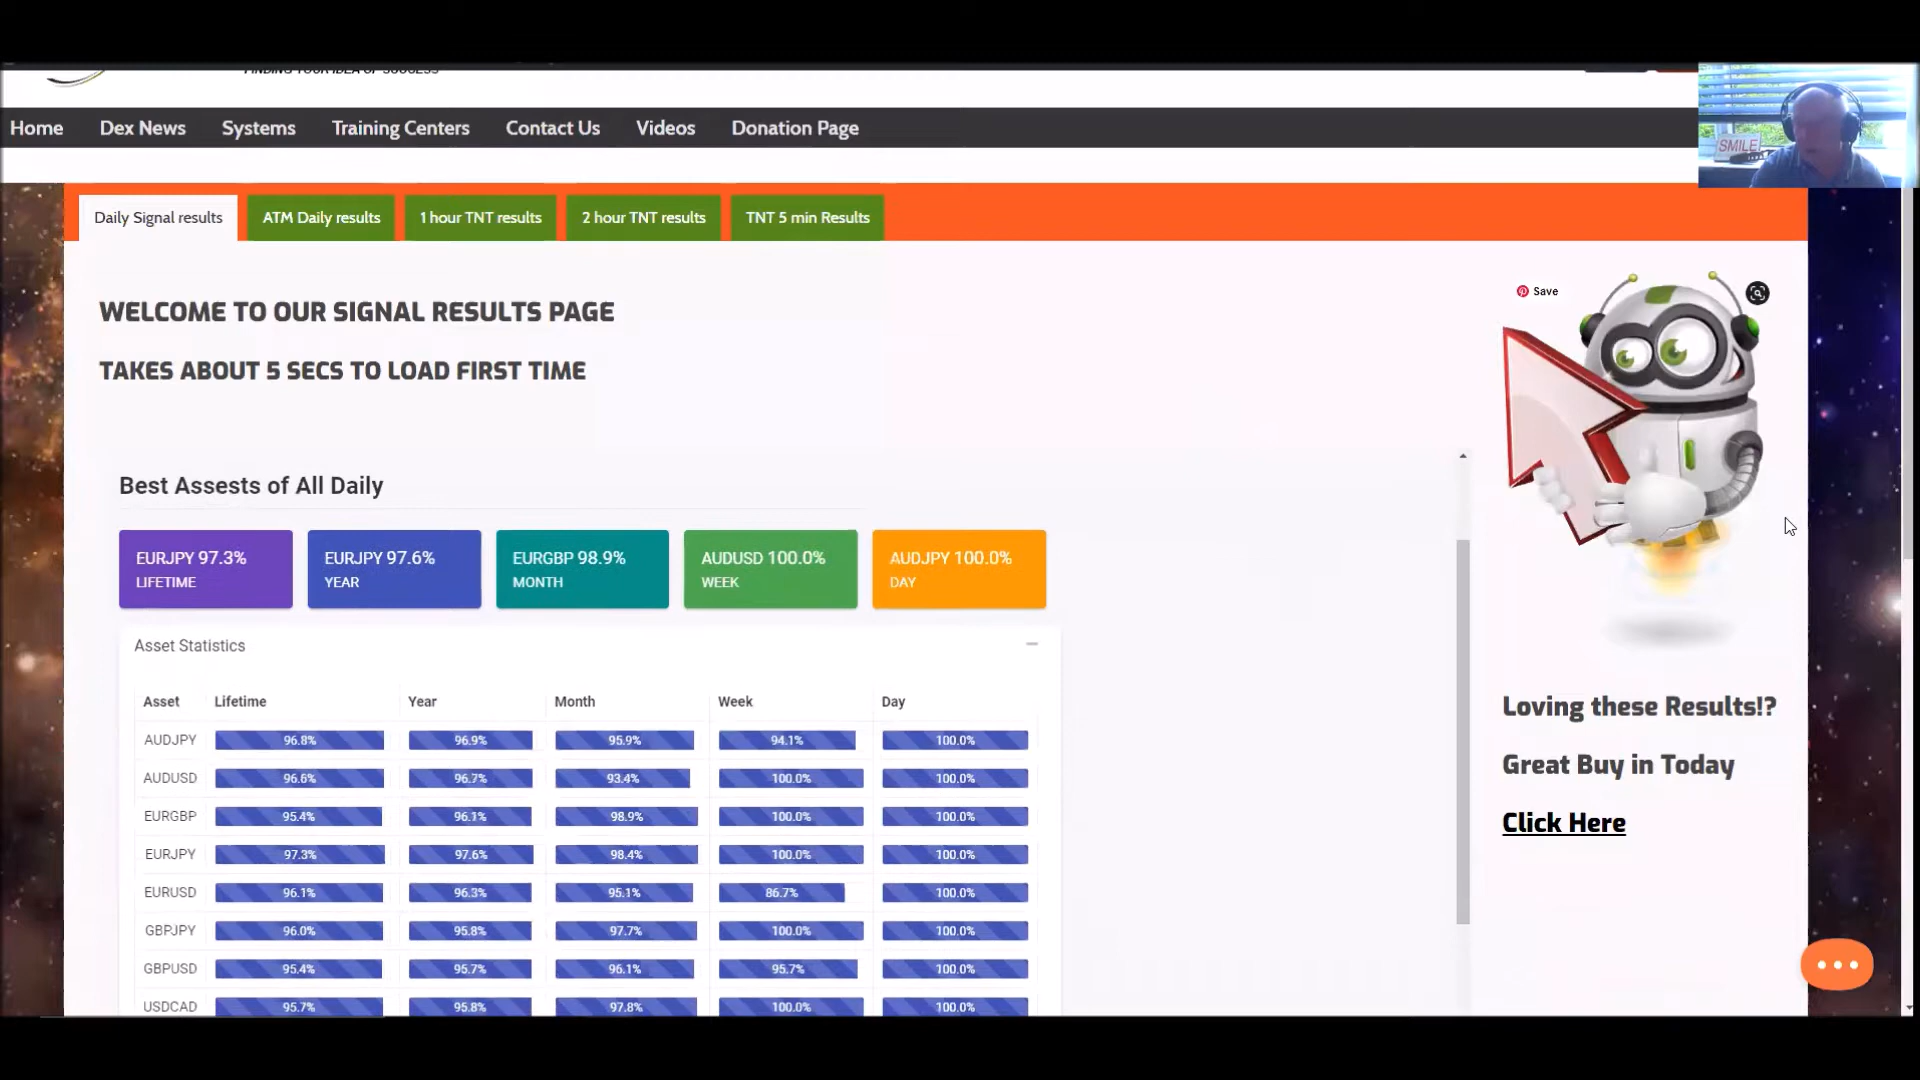 FINDING YOUR IDEA OF SUCCESS
Home Dex News Systems Training Centers Contact Us Videos Donation Page
SMILE
Daily Signal results ATM Daily results 1 hour TNT results 2 hour TNT results TNT 5 min Results
WELCOME TO OUR SIGNAL RESULTS PAGE
TAKES ABOUT 5 SECS TO LOAD FIRST TIME
Save
Best Assests of All Daily
EURJPY 97.3%
LIFETIME
EURJPY 97.6%
YEAR
EURGBP 98.9%
MONTH
AUDUSD 100.0%
WEEK
AUDJPY 100.0%
DAY
Asset Statistics
Asset Lifetime Year Month Week Day
AUDJPY 96.8% 96.9% 95.9% 94.1% 100.0%
AUDUSD 96.6% 96.7% 93.4% 100.0% 100.0%
EURGBP 95.4% 96.1% 98.9% 100.0% 100.0%
EURJPY 97.3% 97.6% 98.4% 100.0% 100.0%
EURUSD 96.1% 96.3% 95.1% 86.7% 100.0%
GBPJPY 96.0% 95.8% 97.7% 100.0% 100.0%
GBPUSD 95.4% 95.7% 96.1% 95.7% 100.0%
USDCAD 95.7% 95.8% 97.8% 100.0% 100.0%
Loving these Results!?
Great Buy in Today
Click Here